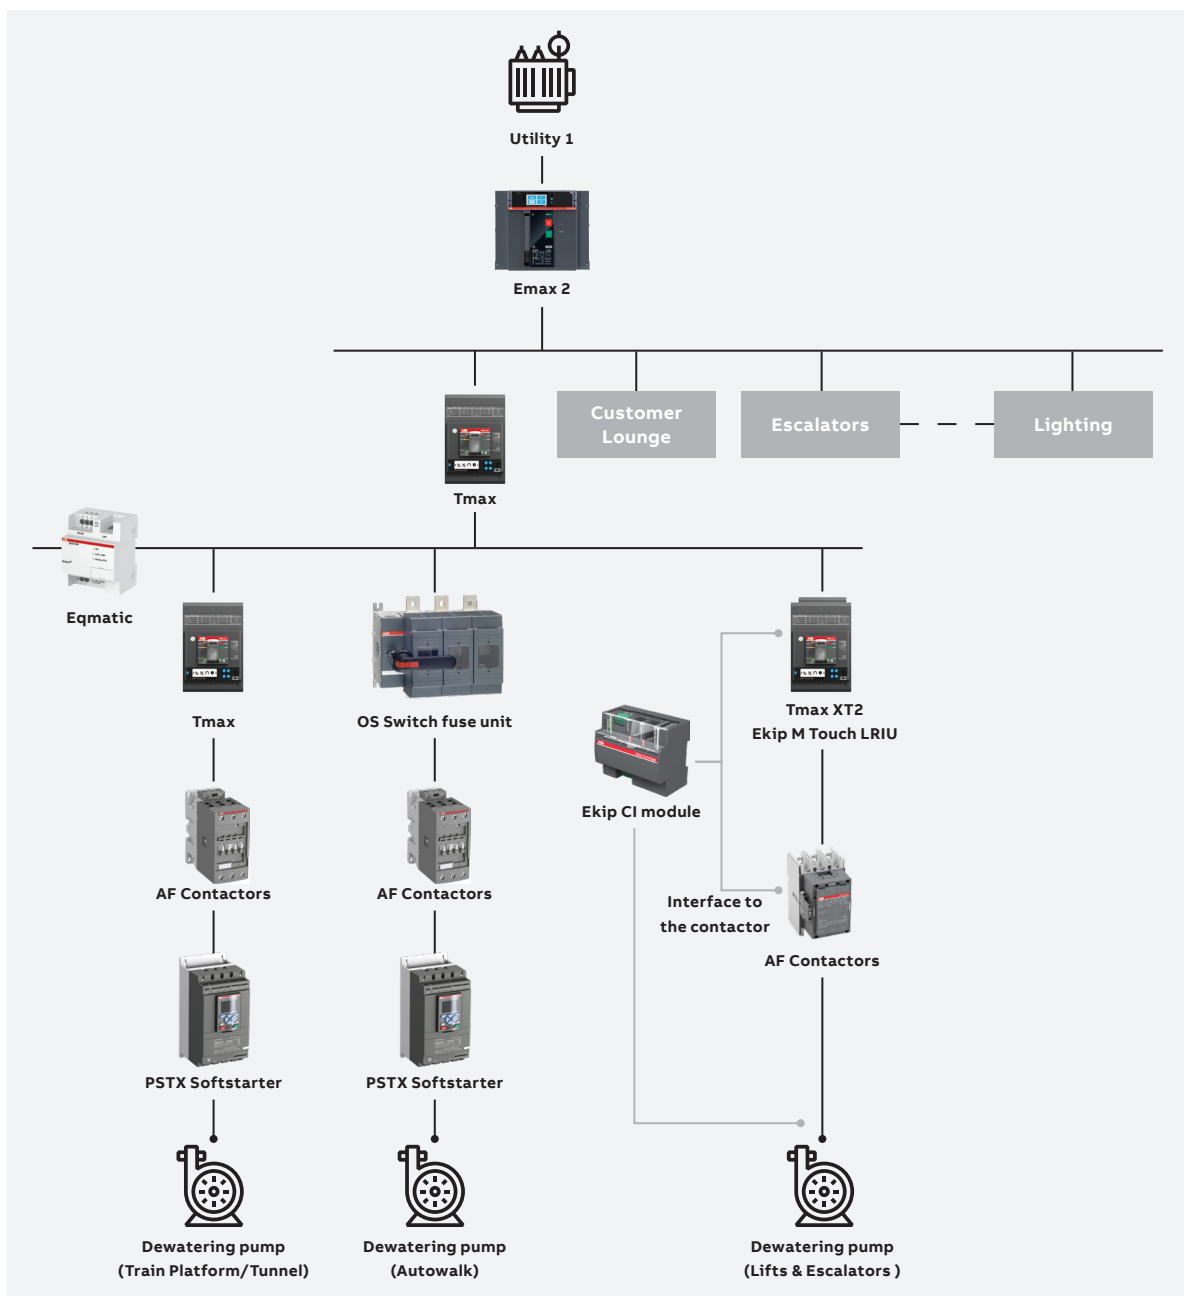 Utility 1
Emax 2
Customer
Lounge
Escalators
Lighting
Tmax
Eqmatic
Tmax
OS Switch fuse unit
Tmax XT2
Ekip M Touch LRIU
Ekip CI module
AF Contactors
AF Contactors
Interface to
the contactor
AF Contactors
PSTX Softstarter
PSTX Softstarter
Dewatering pump
(Train Platform/Tunnel)
Dewatering pump
(Autowalk)
Dewatering pump
(Lifts & Escalators )